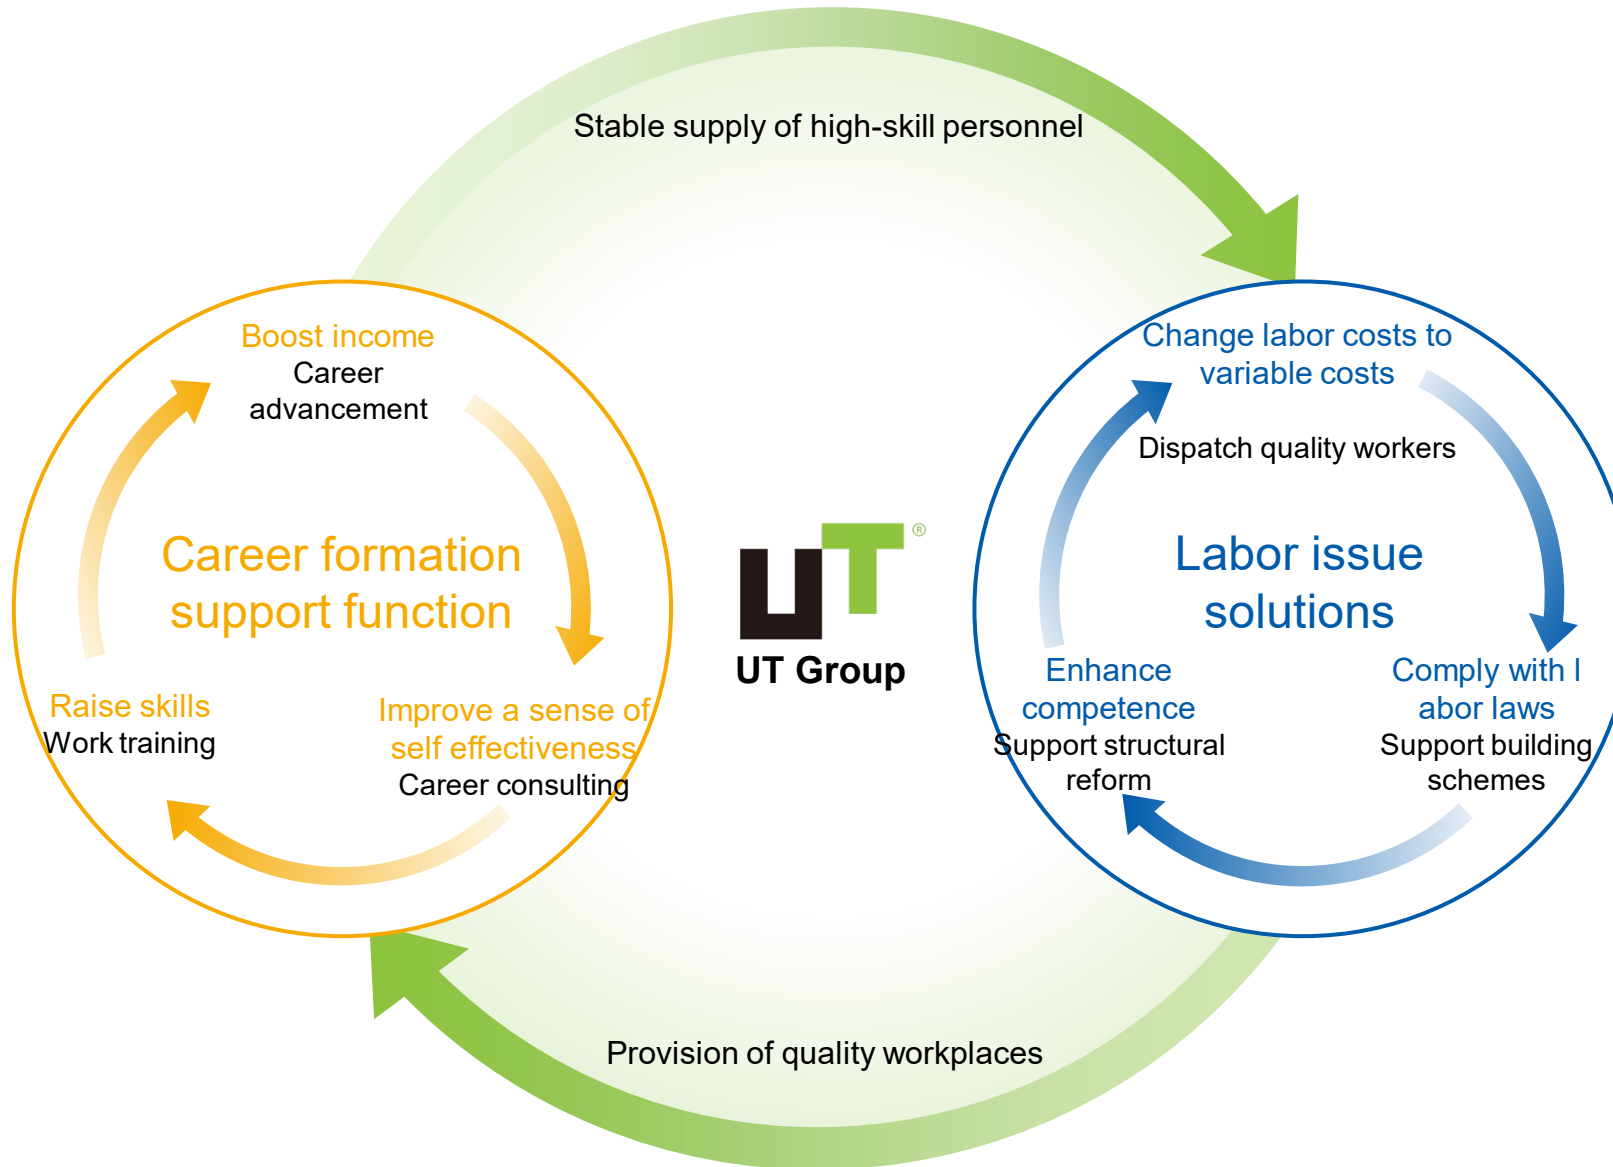 Stable supply of high-skill personnel
Boost income
Career
advancement
Career formation
support function
Raise skills
Work training
Improve a sense of
self effectiveness
Career consulting
UT®
UT Group
Change labor costs to
variable costs
Dispatch quality workers
Labor issue
solutions
Enhance
competence
Support structural
reform
Comply with l
abor laws
Support building
schemes
Provision of quality workplaces